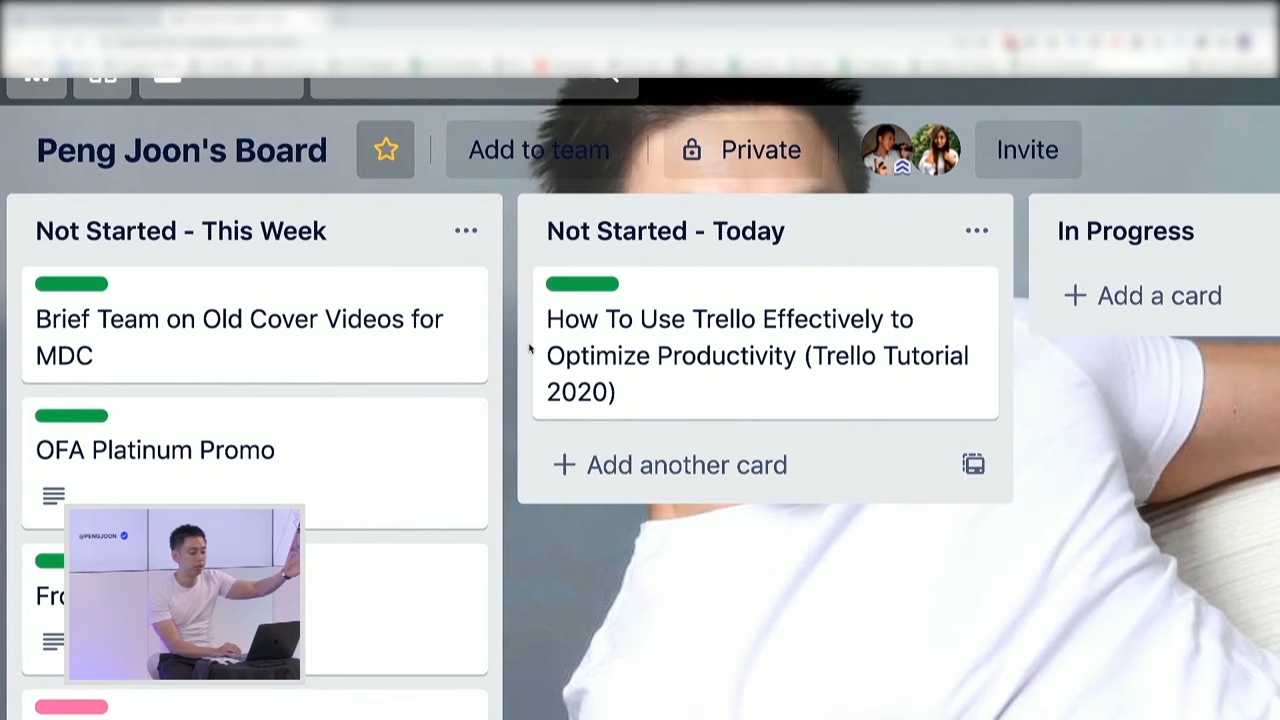 Peng Joon's Board
Add to team
Private
Invite
Not Started - This Week
Brief Team on Old Cover Videos for
MDC
OFA Platinum Promo
Not Started - Today
How To Use Trello Effectively to
Optimize Productivity (Trello Tutorial
2020)
+ Add another card
In Progress
+ Add a card
@PENGJOON